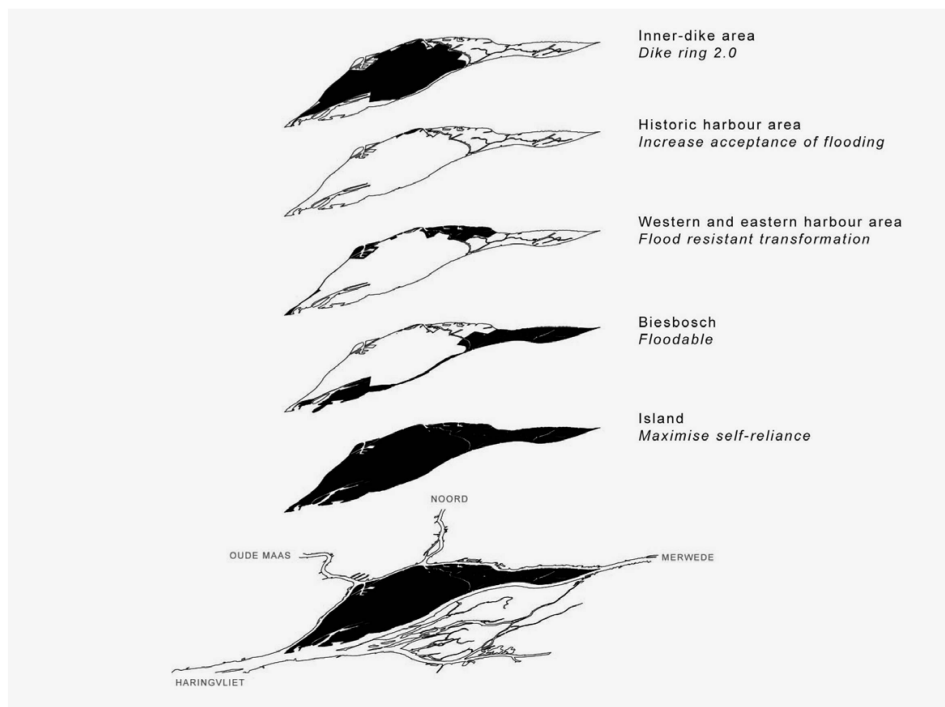 Inner-dike area
Dike ring 2.0
Historic harbour area
Increase acceptance of flooding
Western and eastern harbour area
Flood resistant transformation
Biesbosch
Floodable
Island
Maximise self-reliance
NOORD
OUDE MAAS
MERWEDE
HARINGVLIET